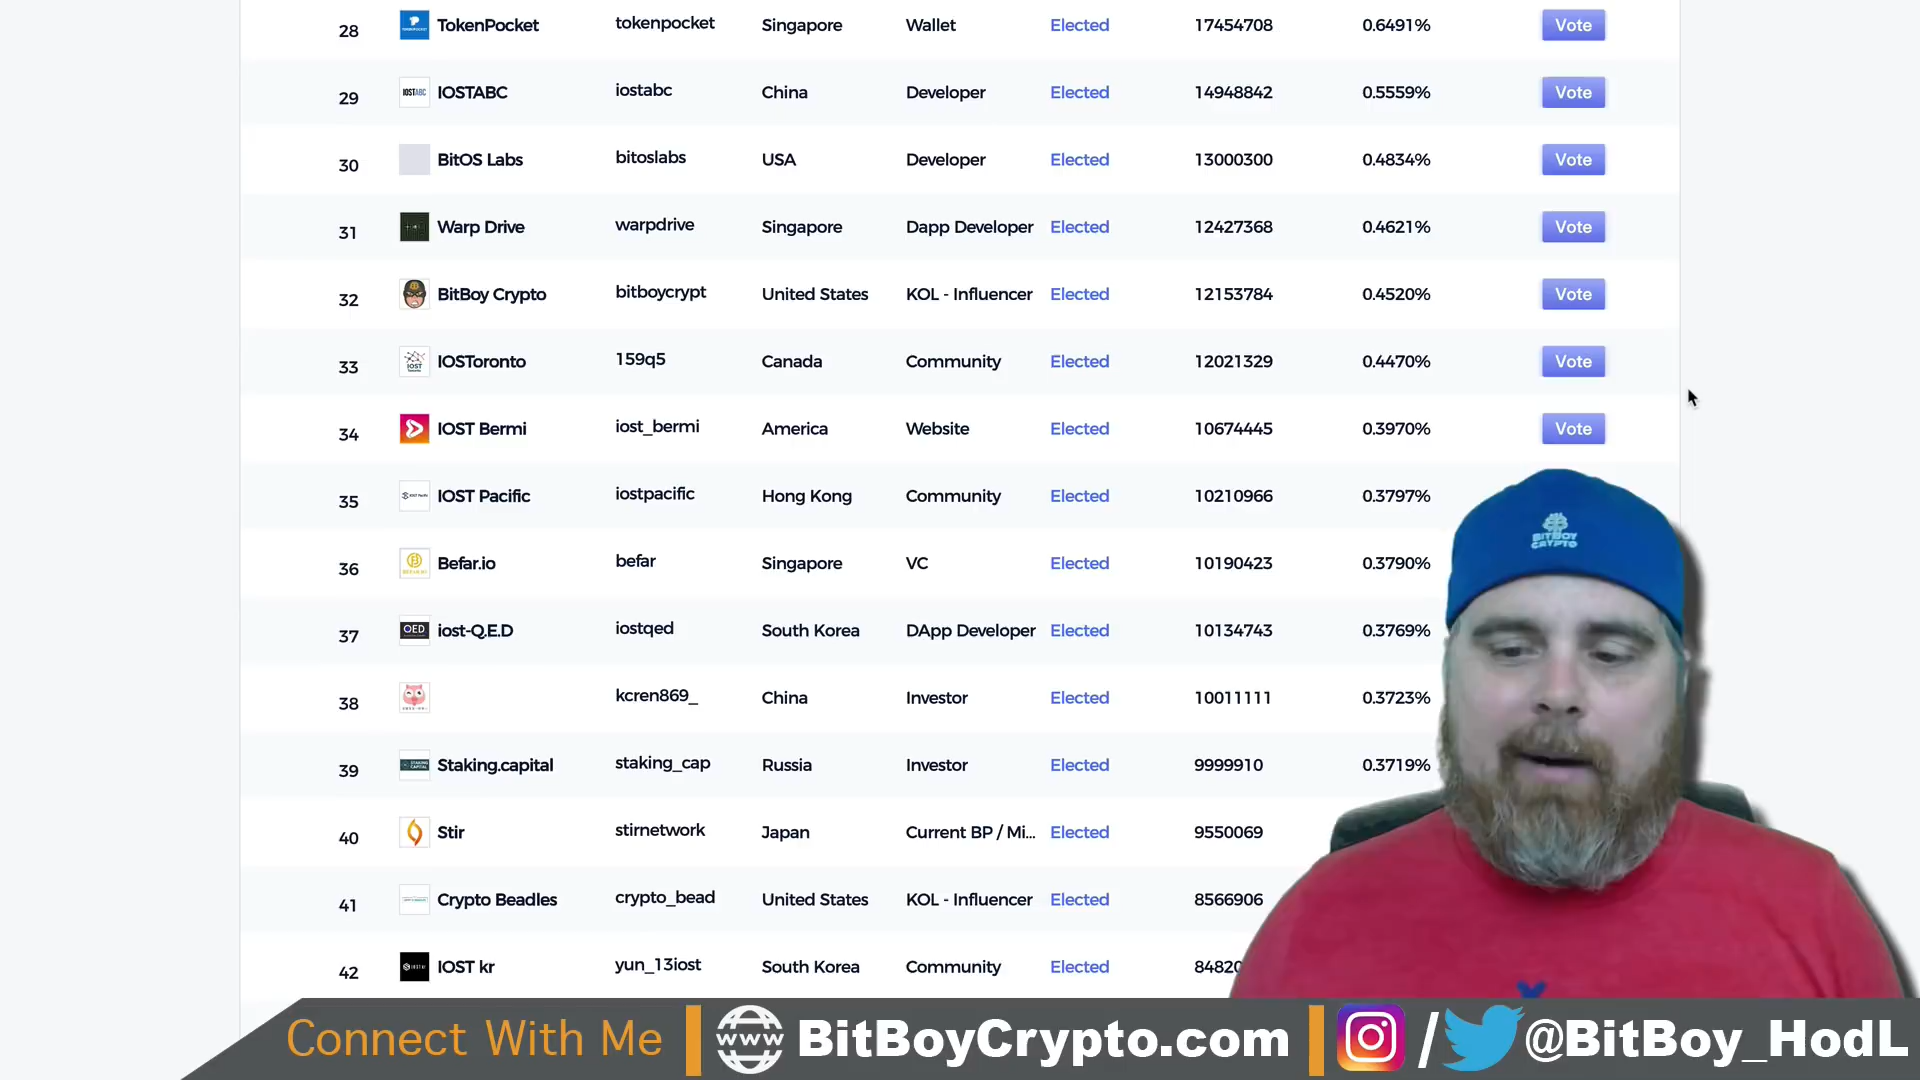 28 TokenPocket tokenpocket Singapore Wallet Elected 17454708 0.6491% Vote
29 IOSTABC iostabc China Developer Elected 14948842 0.5559% Vote
30 BitOS Labs bitoslabs USA Developer Elected 13000300 0.4834% Vote
31 Warp Drive warpdrive Singapore Dapp Developer Elected 12427368 0.4621% Vote
32 BitBoy Crypto bitboycrypt United States KOL - Influencer Elected 12153784 0.4520% Vote
33 IOSToronto 159q5 Canada Community Elected 12021329 0.4470% Vote
34 IOST Bermi iost_bermi America Website Elected 10674445 0.3970% Vote
35 IOST Pacific iostpacific Hong Kong Community Elected 10210966 0.3797%
36 Befar.io befar Singapore VC Elected 10190423 0.3790%
37 iost-Q.E.D iostqed South Korea DApp Developer Elected 10134743 0.3769%
38 kcren869_ China Investor Elected 10011111 0.3723%
39 Staking.capital staking_cap Russia Investor Elected 9999910 0.3719%
40 Stir stirnetwork Japan Current BP / Mi... Elected 9550069
41 Crypto Beadles crypto_bead United States KOL - Influencer Elected 8566906
42 IOST kr yun_13iost South Korea Community Elected 84820
BITBOY
CRYPTO
Connect With Me WWW BitBoyCrypto.com / @BitBoy_HodL